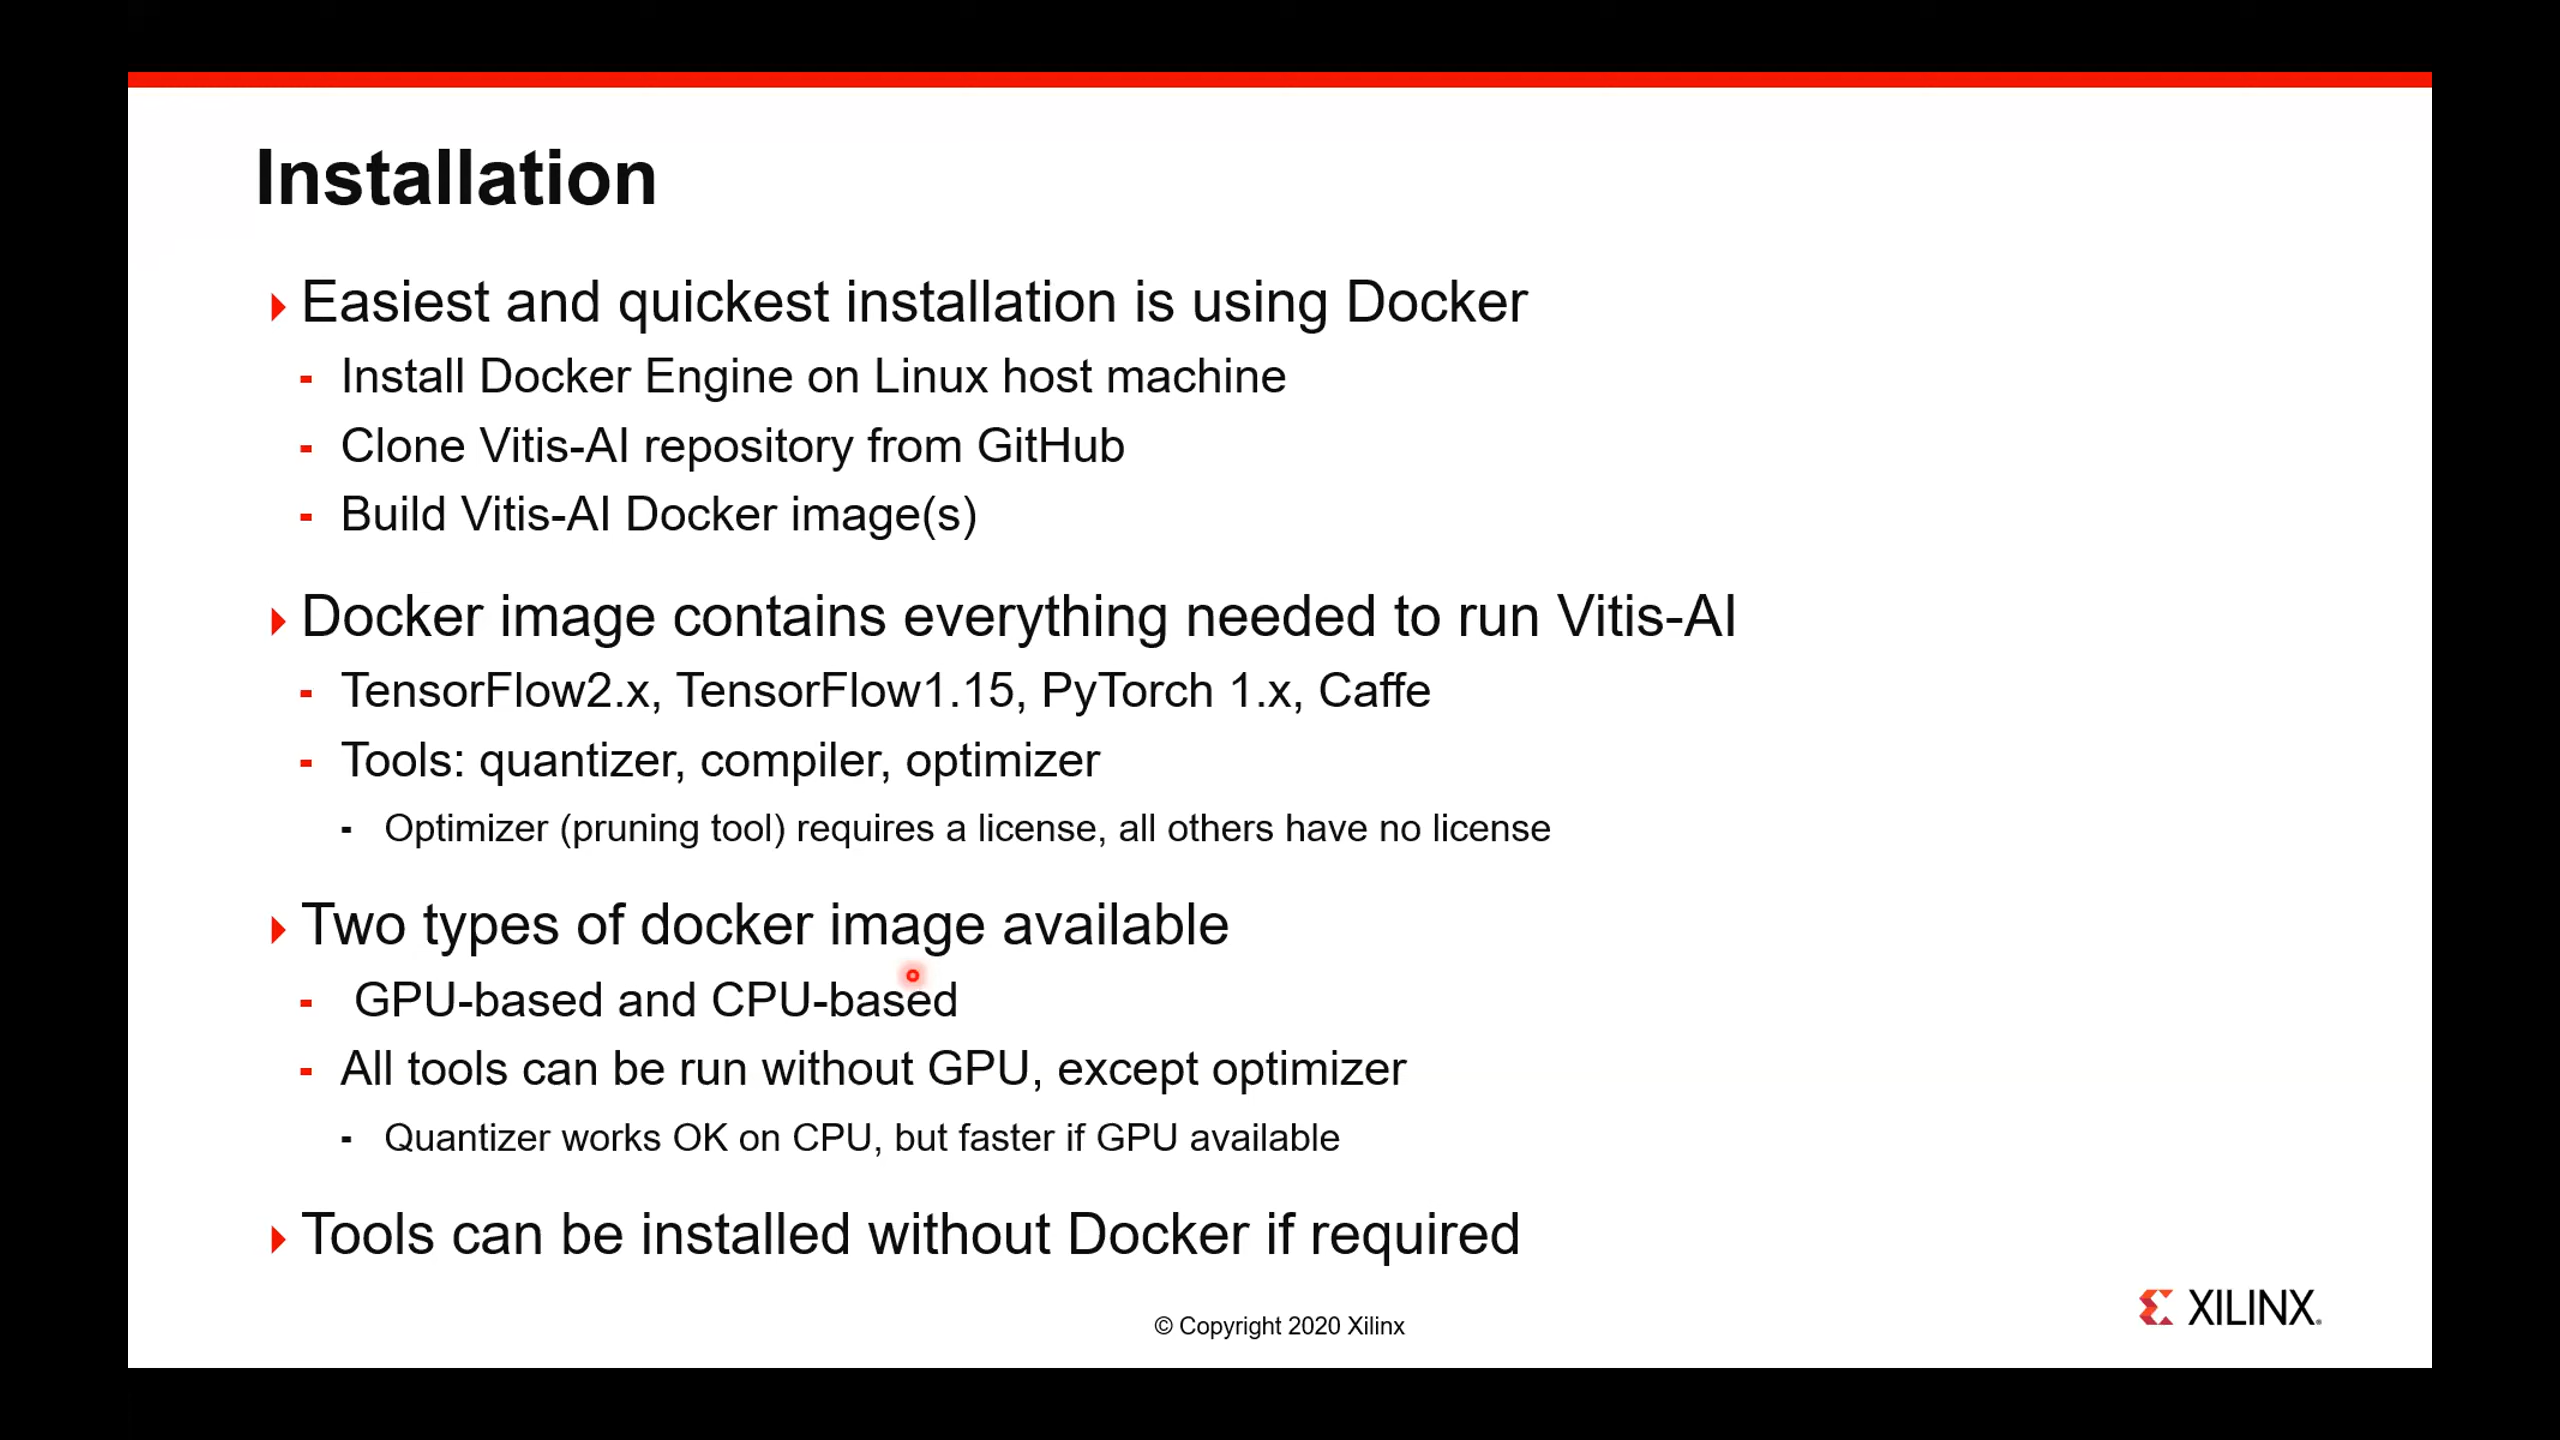 Installation
Easiest and quickest installation is using Docker
- Install Docker Engine on Linux host machine
- Clone Vitis-AI repository from GitHub
- Build Vitis-AI Docker image(s)
Docker image contains everything needed to run Vitis-AI
- TensorFlow2.x, TensorFlow1.15, PyTorch 1.x, Caffe
- Tools: quantizer, compiler, optimizer
- Optimizer (pruning tool) requires a license, all others have no license
Two types of docker image available
- GPU-based and CPU-based
- All tools can be run without GPU, except optimizer
- Quantizer works OK on CPU, but faster if GPU available
Tools can be installed without Docker if required
© Copyright 2020 Xilinx
XILINX.